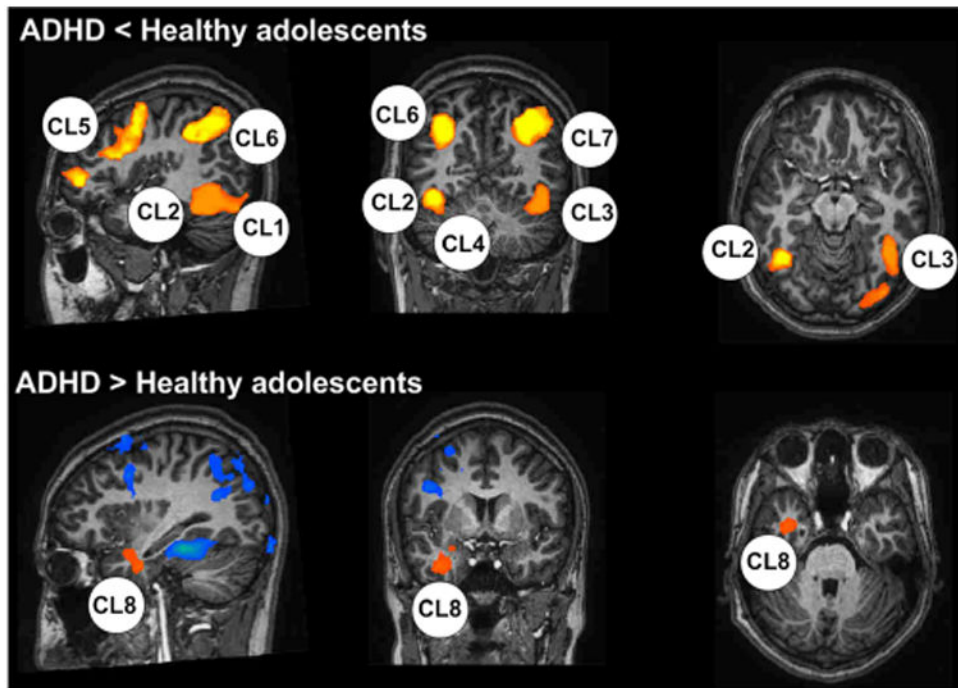 ADHD < Healthy adolescents
CL5
CL6
CL2
CL1
CL6
CL7
CL2
CL4
CL3
CL2
CL3
ADHD > Healthy adolescents
CL8
CL8
CL8